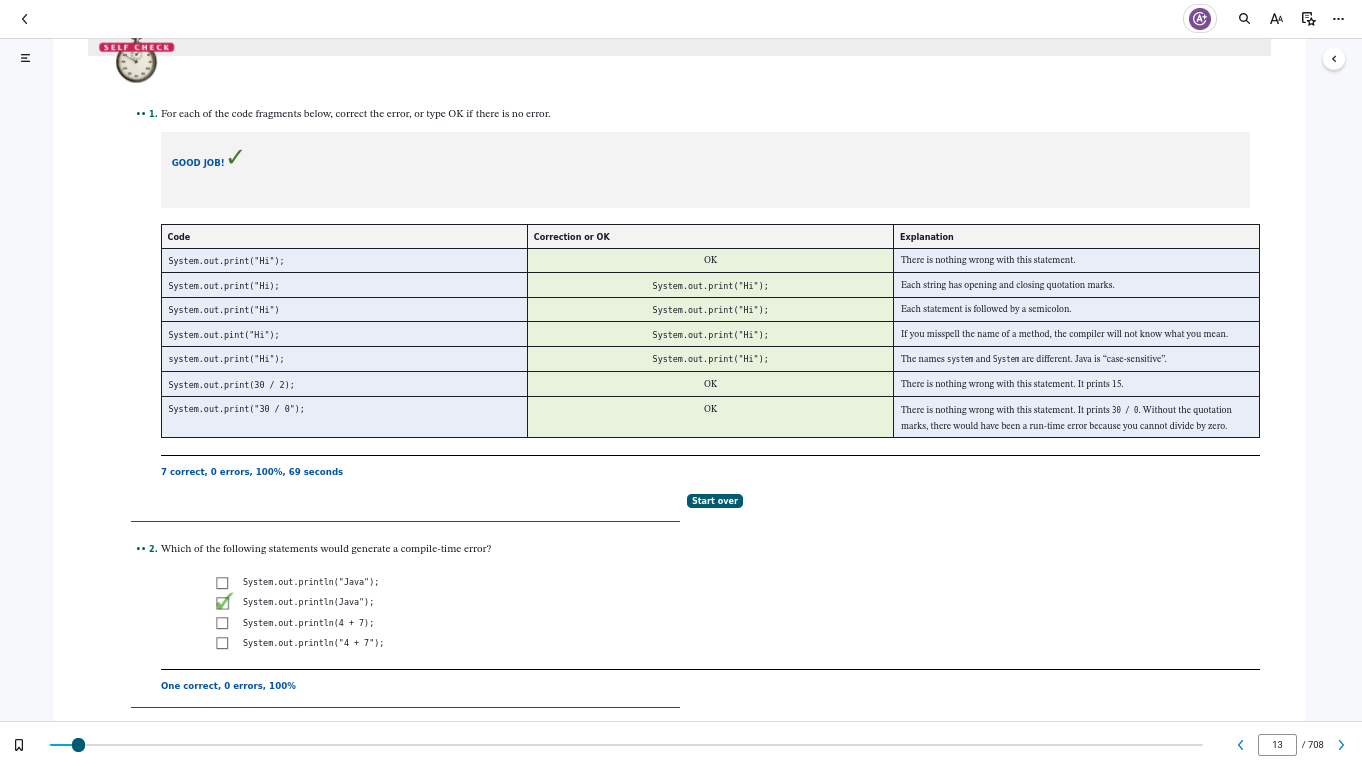 A+
AA
SELF CHECK
•• 1. For each of the code fragments below, correct the error, or type OK if there is no error.
GOOD JOB! ✓
Code Correction or OK Explanation
System.out.print("Hi"); OK There is nothing wrong with this statement.
System.out.print("Hi); System.out.print("Hi"); Each string has opening and closing quotation marks.
System.out.print("Hi") System.out.print("Hi"); Each statement is followed by a semicolon.
System.out.pint("Hi"); System.out.print("Hi"); If you misspell the name of a method, the compiler will not know what you mean.
system.out.print("Hi"); System.out.print("Hi"); The names system and System are different. Java is “case-sensitive”.
System.out.print(30 / 2); OK There is nothing wrong with this statement. It prints 15.
System.out.print("30 / 0"); OK There is nothing wrong with this statement. It prints 30 / 0. Without the quotation
marks, there would have been a run-time error because you cannot divide by zero.
7 correct, 0 errors, 100%, 69 seconds
Start over
•• 2. Which of the following statements would generate a compile-time error?
System.out.println("Java");
System.out.println(Java");
System.out.println(4 + 7);
System.out.println("4 + 7");
One correct, 0 errors, 100%
13 / 708